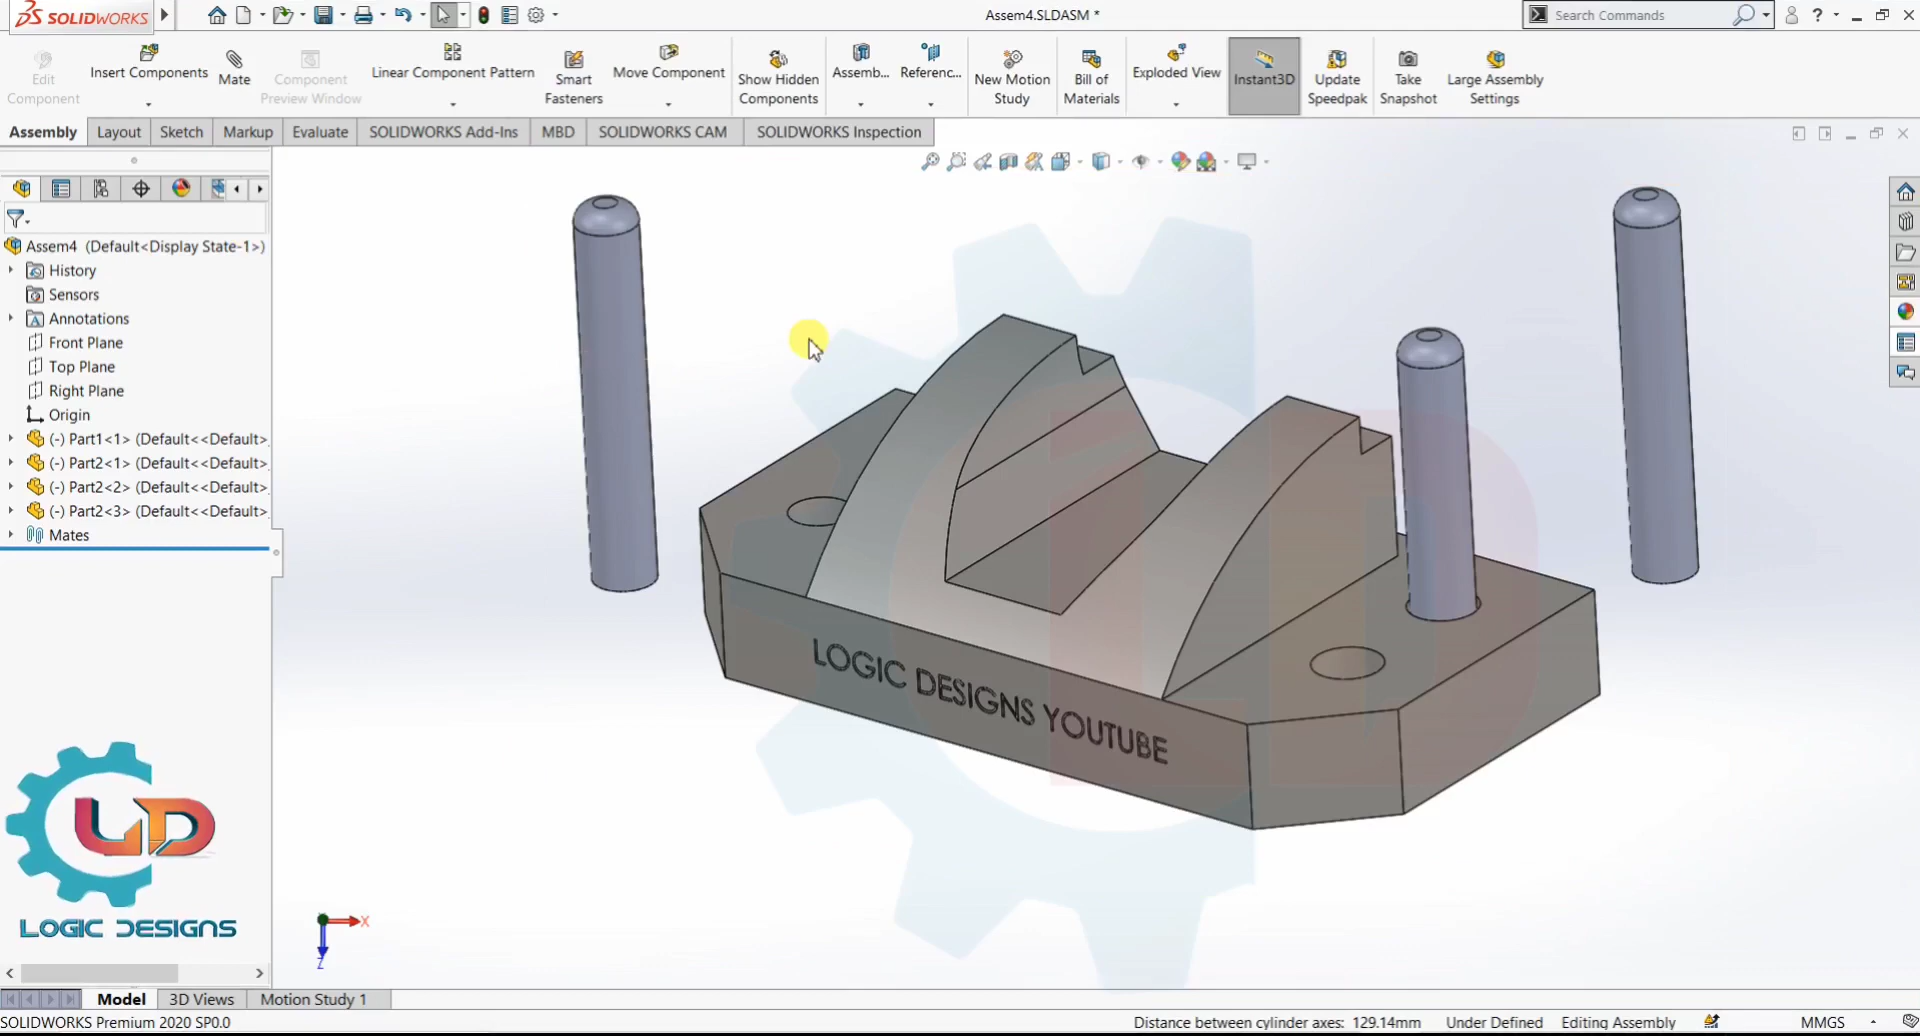 SOLIDWORKS
Assem4.SLDASM *
Search Commands
?
Edit Component
Insert Components
Mate
Component Preview Window
Linear Component Pattern
Smart Fasteners
Move Component
Show Hidden Components
Assemb...
Referenc...
New Motion Study
Bill of Materials
Exploded View
Instant3D
Update Speedpak
Take Snapshot
Large Assembly Settings
Assembly
Layout
Sketch
Markup
Evaluate
SOLIDWORKS Add-Ins
MBD
SOLIDWORKS CAM
SOLIDWORKS Inspection
Assem4 (Default<Display State-1>)
History
Sensors
Annotations
Front Plane
Top Plane
Right Plane
Origin
(-) Part1<1> (Default<<Default>
(-) Part2<1> (Default<<Default>
(-) Part2<2> (Default<<Default>
(-) Part2<3> (Default<<Default>
Mates
LOGIC DESIGNS YOUTUBE
LD
LOGIC DESIGNS
X
Z
Model
3D Views
Motion Study 1
SOLIDWORKS Premium 2020 SP0.0
Distance between cylinder axes: 129.14mm
Under Defined
Editing Assembly
MMGS